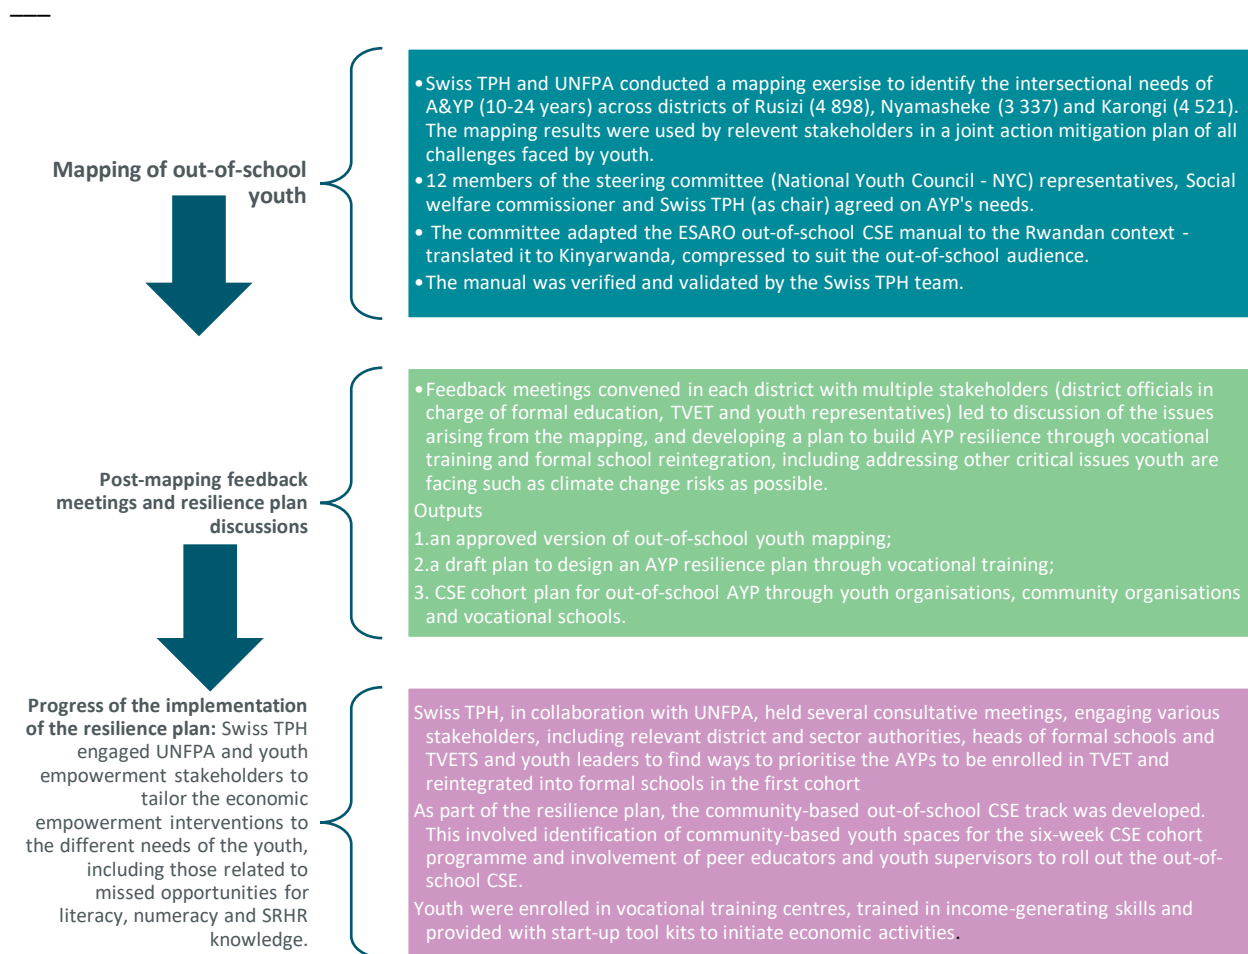 Mapping of out-of-school
youth
•Swiss TPH and UNFPA conducted a mapping exersise to identify the intersectional needs of
A&YP (10-24 years) across districts of Rusizi (4 898), Nyamasheke (3 337) and Karongi (4 521).
The mapping results were used by relevent stakeholders in a joint action mitigation plan of all
challenges faced by youth.
•12 members of the steering committee (National Youth Council - NYC) representatives, Social
welfare commissioner and Swiss TPH (as chair) agreed on AYP's needs.
• The committee adapted the ESARO out-of-school CSE manual to the Rwandan context -
translated it to Kinyarwanda, compressed to suit the out-of-school audience.
•The manual was verified and validated by the Swiss TPH team.
Post-mapping feedback
meetings and resilience plan
discussions
•Feedback meetings convened in each district with multiple stakeholders (district officials in
charge of formal education, TVET and youth representatives) led to discussion of the issues
arising from the mapping, and developing a plan to build AYP resilience through vocational
training and formal school reintegration, including addressing other critical issues youth are
facing such as climate change risks as possible.
Outputs
1.an approved version of out-of-school youth mapping;
2.a draft plan to design an AYP resilience plan through vocational training;
3. CSE cohort plan for out-of-school AYP through youth organisations, community organisations
and vocational schools.
Progress of the implementation
of the resilience plan: Swiss TPH
engaged UNFPA and youth
empowerment stakeholders to
tailor the economic
empowerment interventions to
the different needs of the youth,
including those related to
missed opportunities for
literacy, numeracy and SRHR
knowledge.
Swiss TPH, in collaboration with UNFPA, held several consultative meetings, engaging various
stakeholders, including relevant district and sector authorities, heads of formal schools and
TVETS and youth leaders to find ways to prioritise the AYPs to be enrolled in TVET and
reintegrated into formal schools in the first cohort
As part of the resilience plan, the community-based out-of-school CSE track was developed.
This involved identification of community-based youth spaces for the six-week CSE cohort
programme and involvement of peer educators and youth supervisors to roll out the out-of-
school CSE.
Youth were enrolled in vocational training centres, trained in income-generating skills and
provided with start-up tool kits to initiate economic activities.